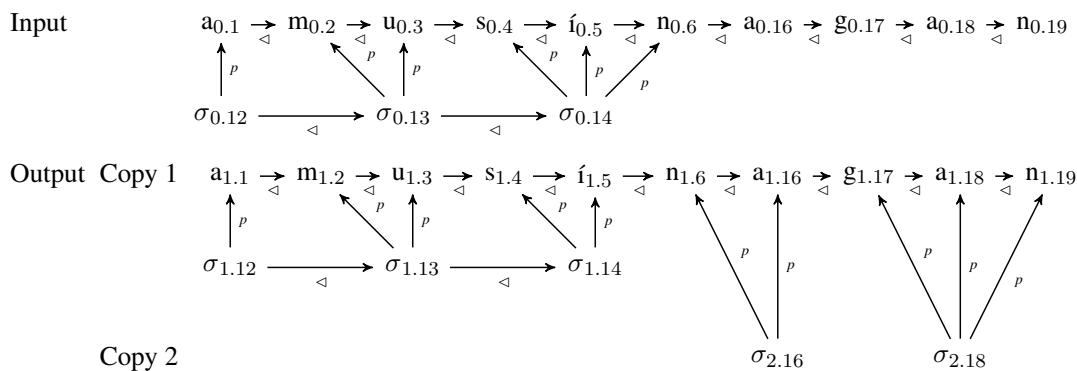 Input a₀.₁ ◁ m₀.₂ ◁ u₀.₃ ◁ s₀.₄ ◁ í₀.₅ ◁ n₀.₆ ◁ a₀.₁₆ ◁ g₀.₁₇ ◁ a₀.₁₈ ◁ n₀.₁₉
p p p p p p
σ₀.₁₂ ◁ σ₀.₁₃ ◁ σ₀.₁₄
Output Copy 1 a₁.₁ ◁ m₁.₂ ◁ u₁.₃ ◁ s₁.₄ ◁ í₁.₅ ◁ n₁.₆ ◁ a₁.₁₆ ◁ g₁.₁₇ ◁ a₁.₁₈ ◁ n₁.₁₉
p p p p p
σ₁.₁₂ ◁ σ₁.₁₃ ◁ σ₁.₁₄
p p p p p
Copy 2 σ₂.₁₆ σ₂.₁₈